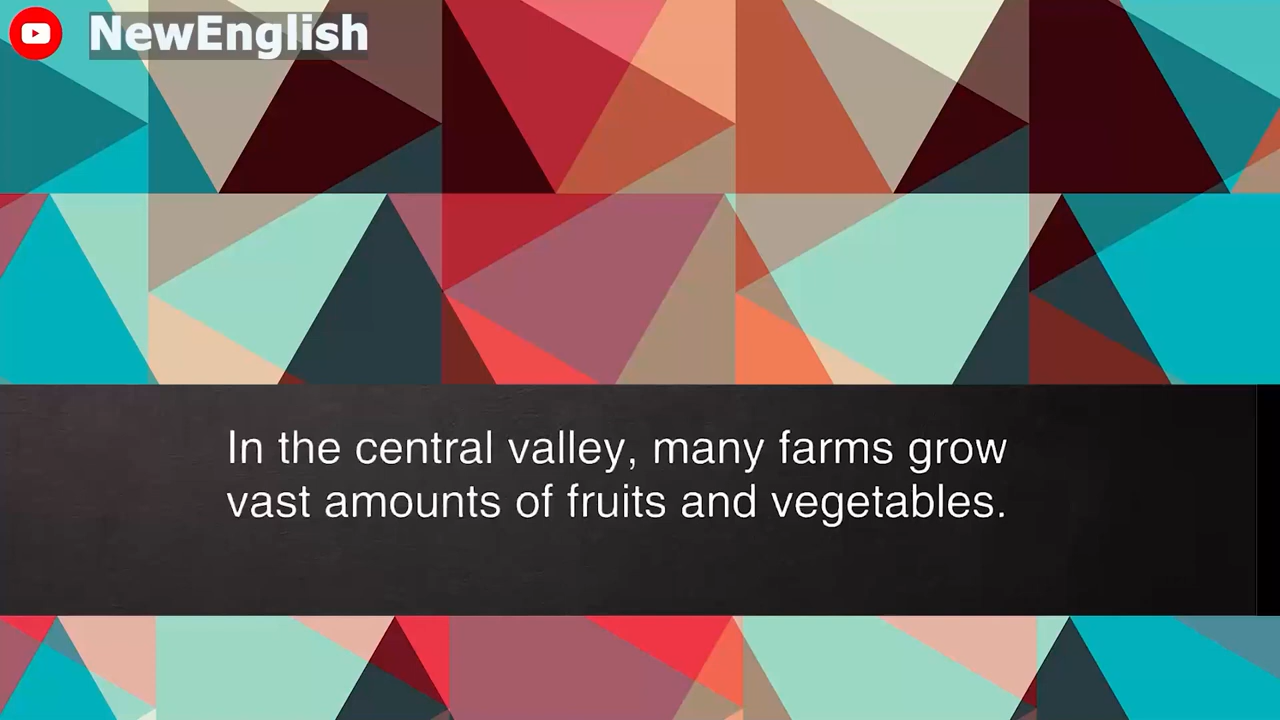 NewEnglish
In the central valley, many farms grow
vast amounts of fruits and vegetables.